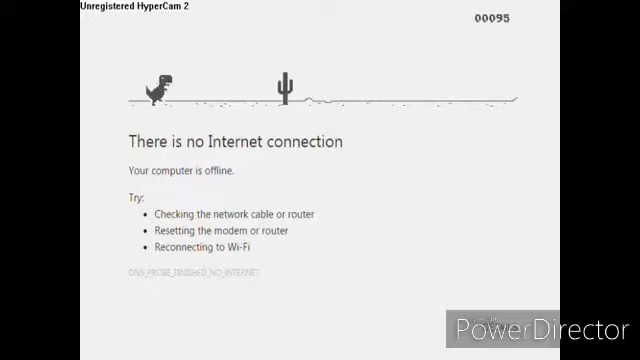 Unregistered HyperCam 2
00095
There is no Internet connection
Your computer is offline.
Try:
• Checking the network cable or router
• Resetting the modem or router
• Reconnecting to Wi-Fi
DNS_PROBE_FINISHED_NO_INTERNET
PowerDirector